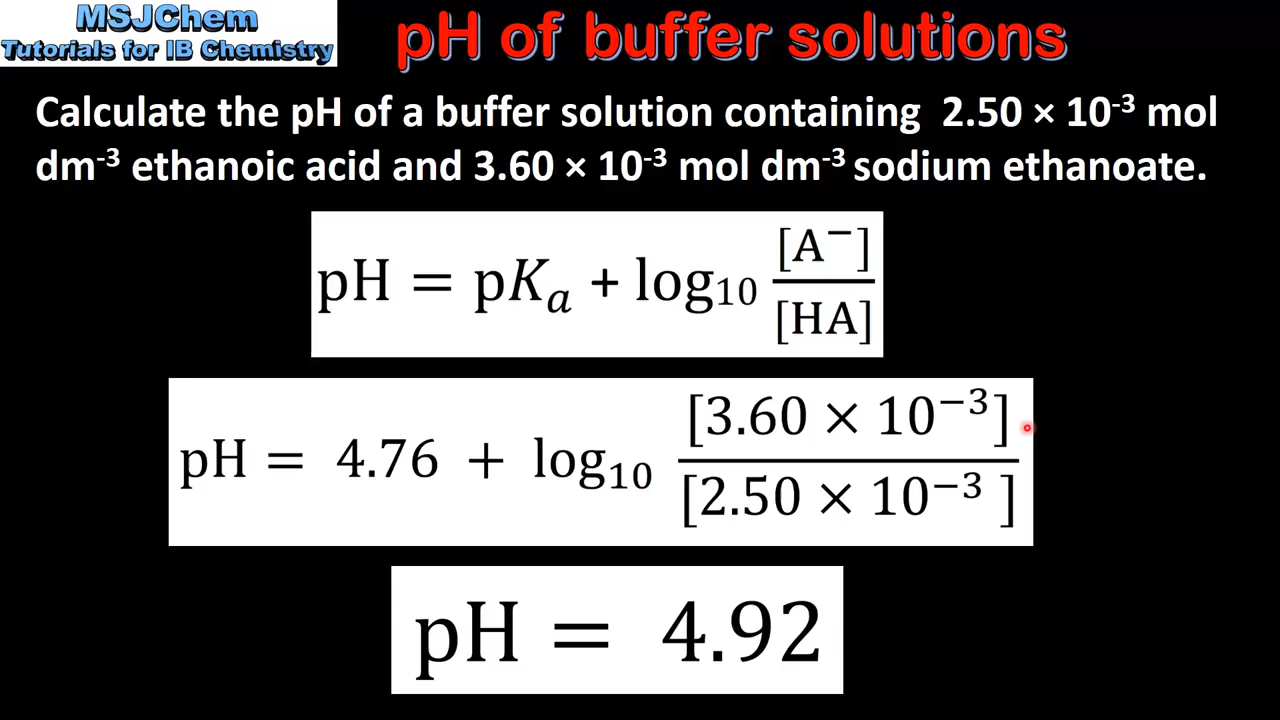 MSJChem
Tutorials for IB Chemistry
pH of buffer solutions
Calculate the pH of a buffer solution containing 2.50 × 10⁻³ mol
dm⁻³ ethanoic acid and 3.60 × 10⁻³ mol dm⁻³ sodium ethanoate.
pH = pKₐ + log₁₀ [A⁻] / [HA]
pH = 4.76 + log₁₀ [3.60 × 10⁻³] / [2.50 × 10⁻³ ]
pH = 4.92